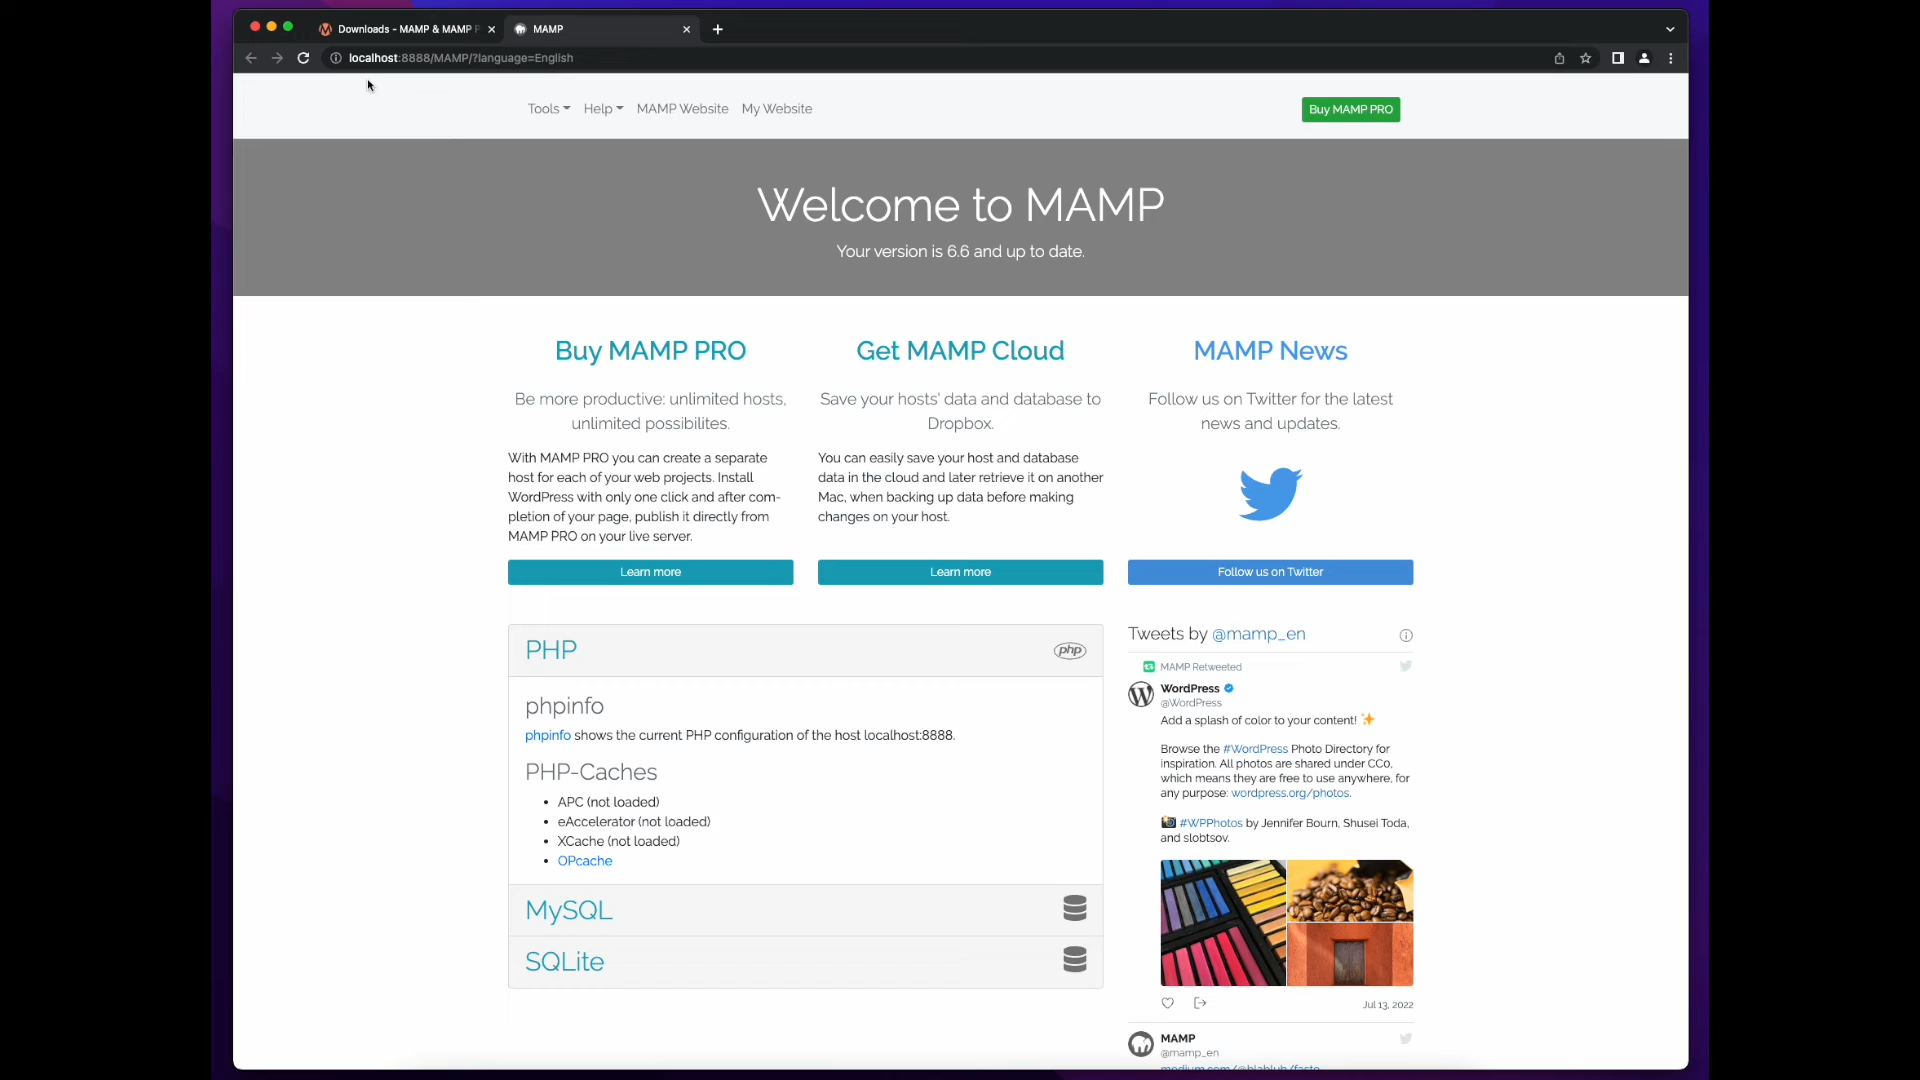 Downloads - MAMP & MAMP P
MAMP
localhost:8888/MAMP/?language=English
Tools Help MAMP Website My Website
Buy MAMP PRO
Welcome to MAMP
Your version is 6.6 and up to date.
Buy MAMP PRO
Be more productive: unlimited hosts,
unlimited possibilites.
With MAMP PRO you can create a separate
host for each of your web projects. Install
WordPress with only one click and after com-
pletion of your page, publish it directly from
MAMP PRO on your live server.
Learn more
Get MAMP Cloud
Save your hosts' data and database to
Dropbox.
You can easily save your host and database
data in the cloud and later retrieve it on another
Mac, when backing up data before making
changes on your host.
Learn more
MAMP News
Follow us on Twitter for the latest
news and updates.
Follow us on Twitter
PHP
php
phpinfo
phpinfo shows the current PHP configuration of the host localhost:8888.
PHP-Caches
APC (not loaded)
eAccelerator (not loaded)
XCache (not loaded)
OPcache
MySQL
SQLite
Tweets by @mamp_en
MAMP Retweeted
WordPress
@WordPress
Add a splash of color to your content! ✨
Browse the #WordPress Photo Directory for
inspiration. All photos are shared under CC0,
which means they are free to use anywhere, for
any purpose: wordpress.org/photos.
📸 #WPPhotos by Jennifer Bourn, Shusei Toda,
and slobtsov.
Jul 13, 2022
MAMP
@mamp_en